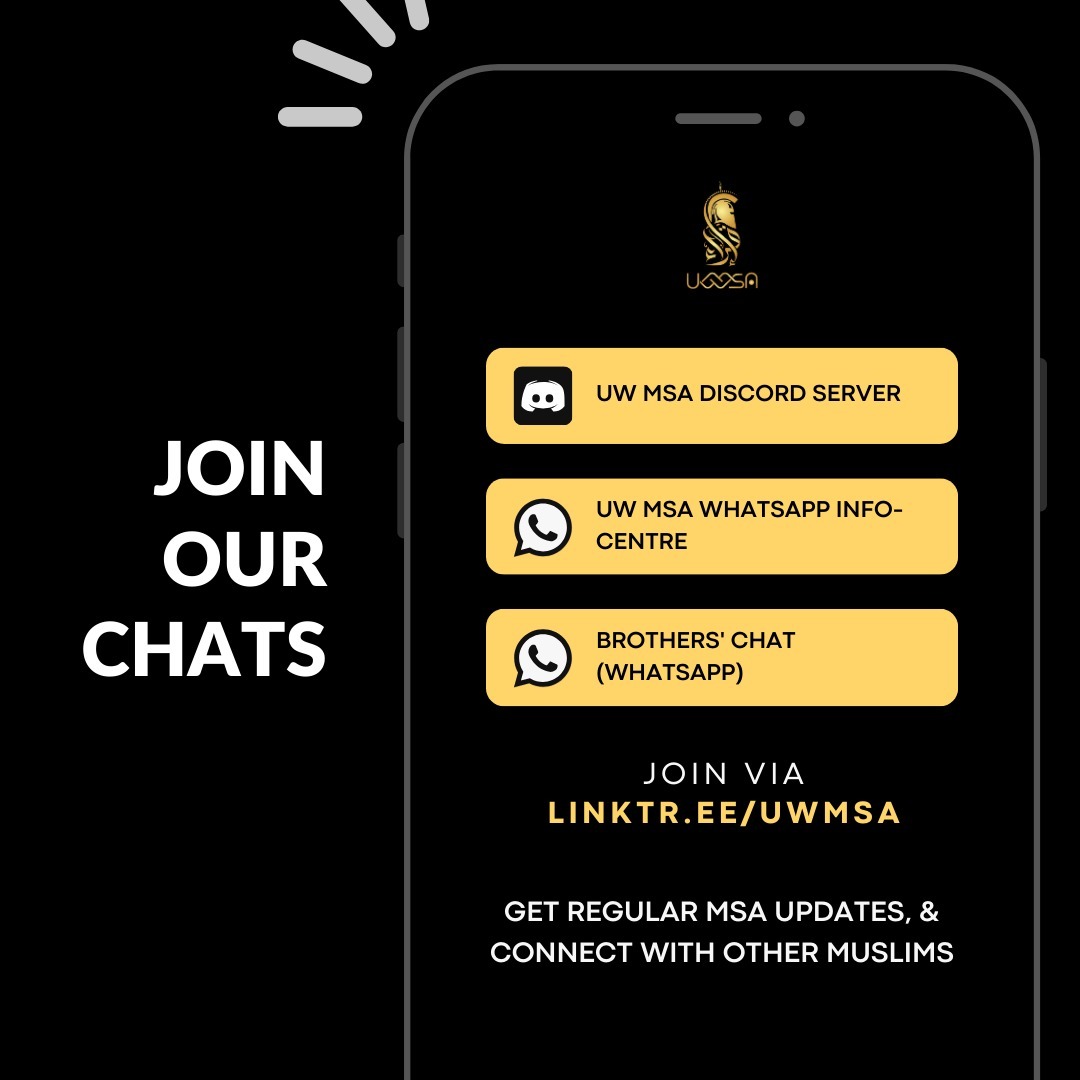 JOIN
OUR
CHATS
UWMSA
UW MSA DISCORD SERVER
UW MSA WHATSAPP INFO-
CENTRE
BROTHERS' CHAT
(WHATSAPP)
JOIN VIA
LINKTR.EE/UWMSA
GET REGULAR MSA UPDATES, &
CONNECT WITH OTHER MUSLIMS